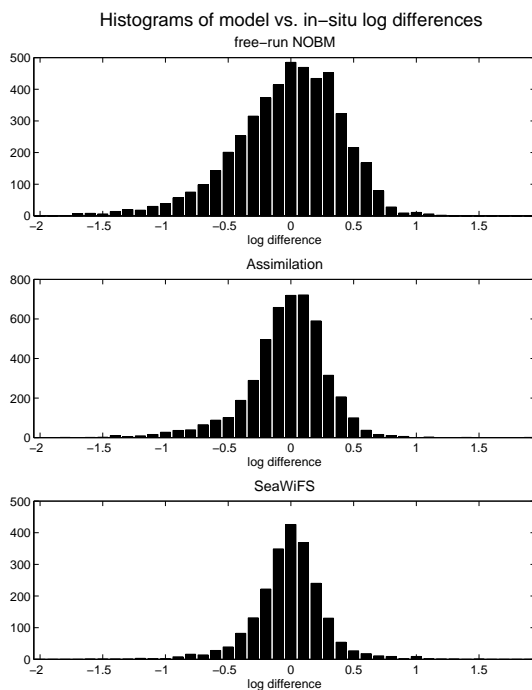 Histograms of model vs. in-situ log differences
free-run NOBM
500
400
300
200
100
0
−2 −1.5 −1 −0.5 0 0.5 1 1.5
log difference
Assimilation
800
600
400
200
0
−2 −1.5 −1 −0.5 0 0.5 1 1.5
log difference
SeaWiFS
500
400
300
200
100
0
−2 −1.5 −1 −0.5 0 0.5 1 1.5
log difference